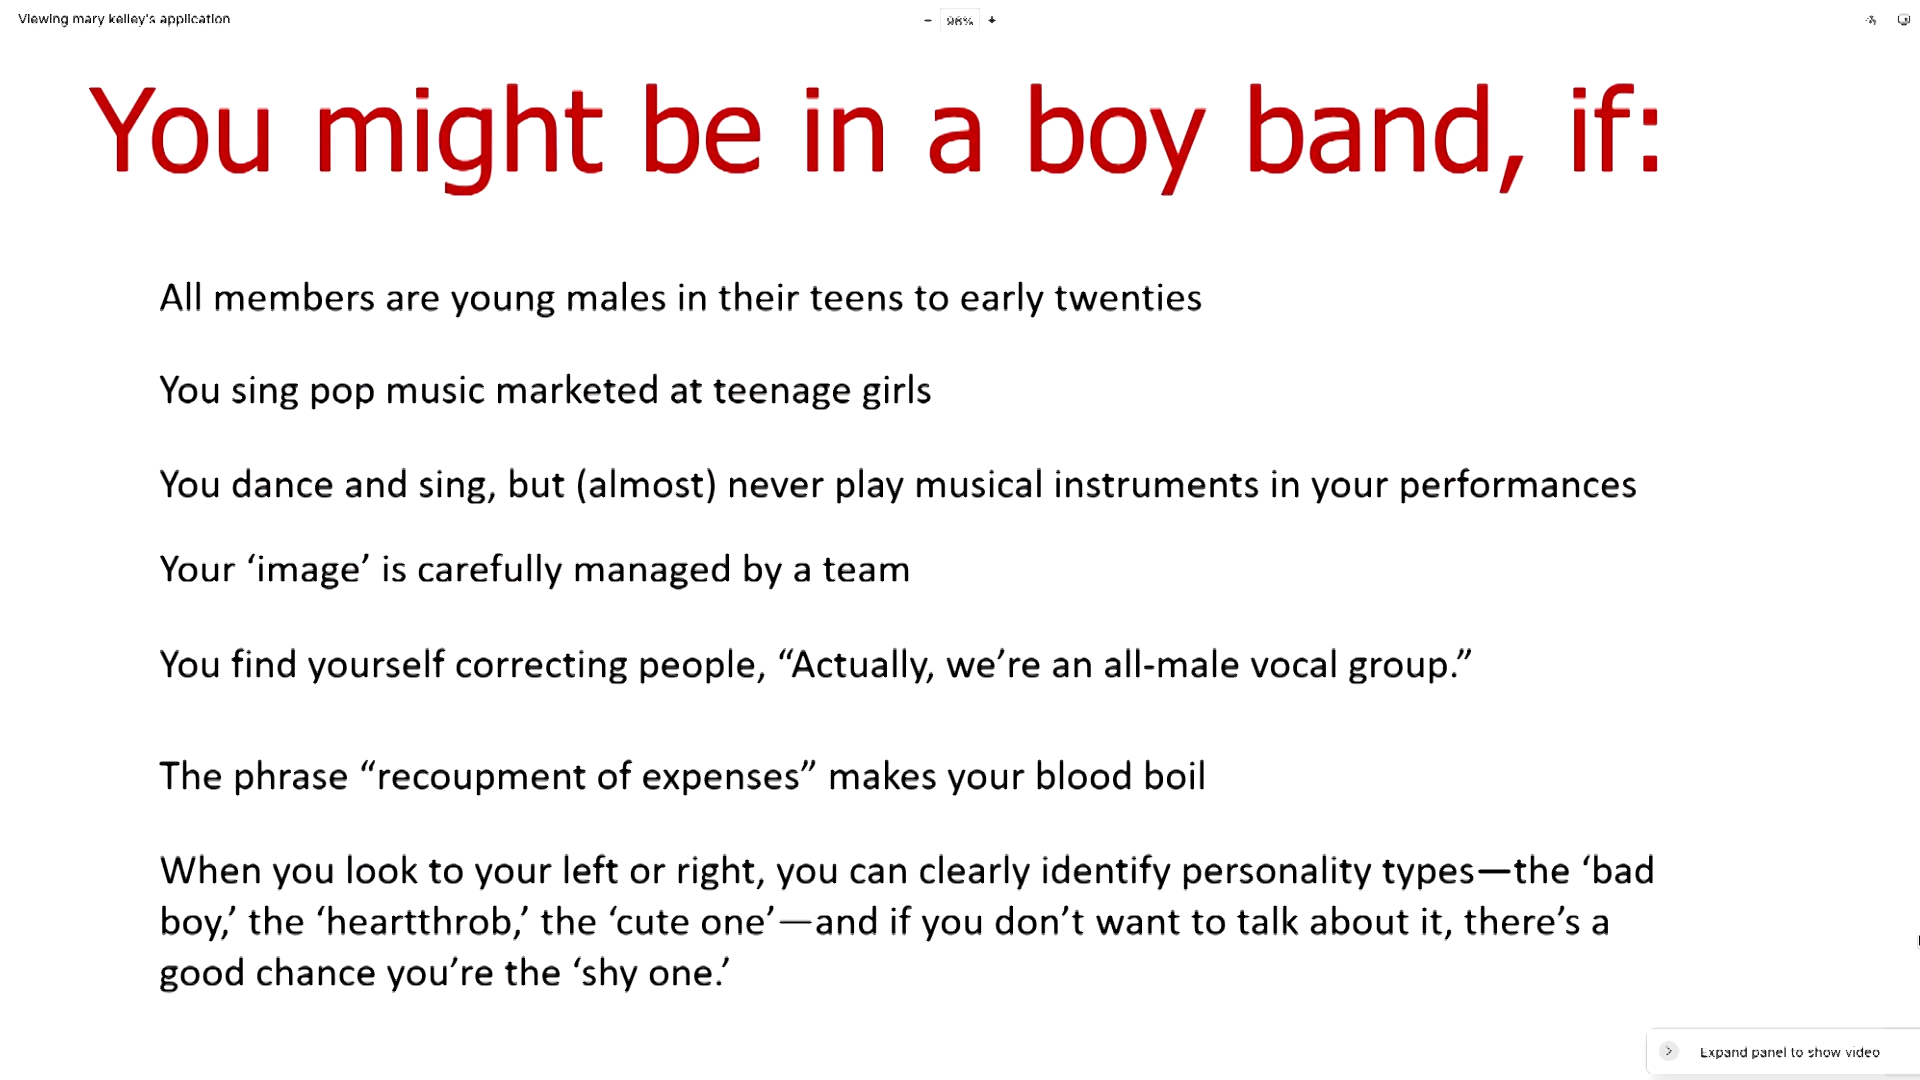 Viewing mary kelley's application
− 96% +
You might be in a boy band, if:
All members are young males in their teens to early twenties
You sing pop music marketed at teenage girls
You dance and sing, but (almost) never play musical instruments in your performances
Your ‘image’ is carefully managed by a team
You find yourself correcting people, “Actually, we’re an all-male vocal group.”
The phrase “recoupment of expenses” makes your blood boil
When you look to your left or right, you can clearly identify personality types—the ‘bad
boy,’ the ‘heartthrob,’ the ‘cute one’—and if you don’t want to talk about it, there’s a
good chance you’re the ‘shy one.’
Expand panel to show video